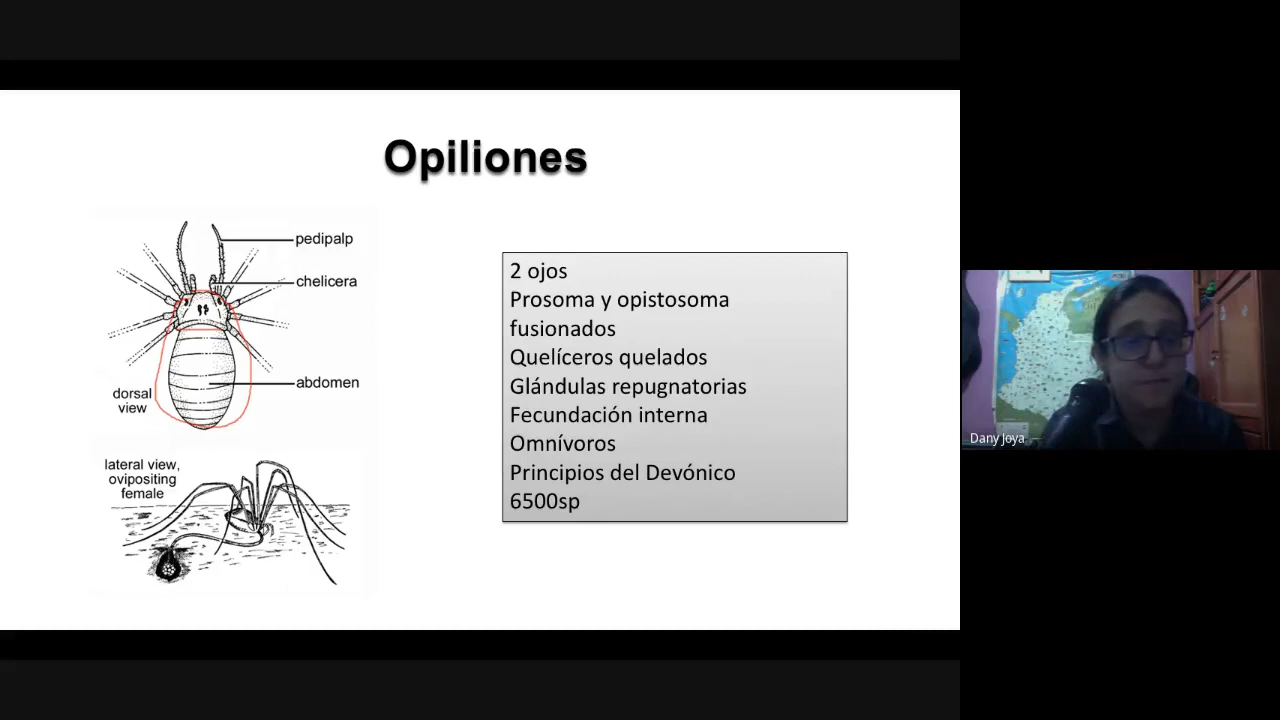 Opiliones
pedipalp
chelicera
abdomen
dorsal
view
lateral view,
ovipositing
female
2 ojos
Prosoma y opistosoma
fusionados
Quelíceros quelados
Glándulas repugnatorias
Fecundación interna
Omnívoros
Principios del Devónico
6500sp
Dany Joya